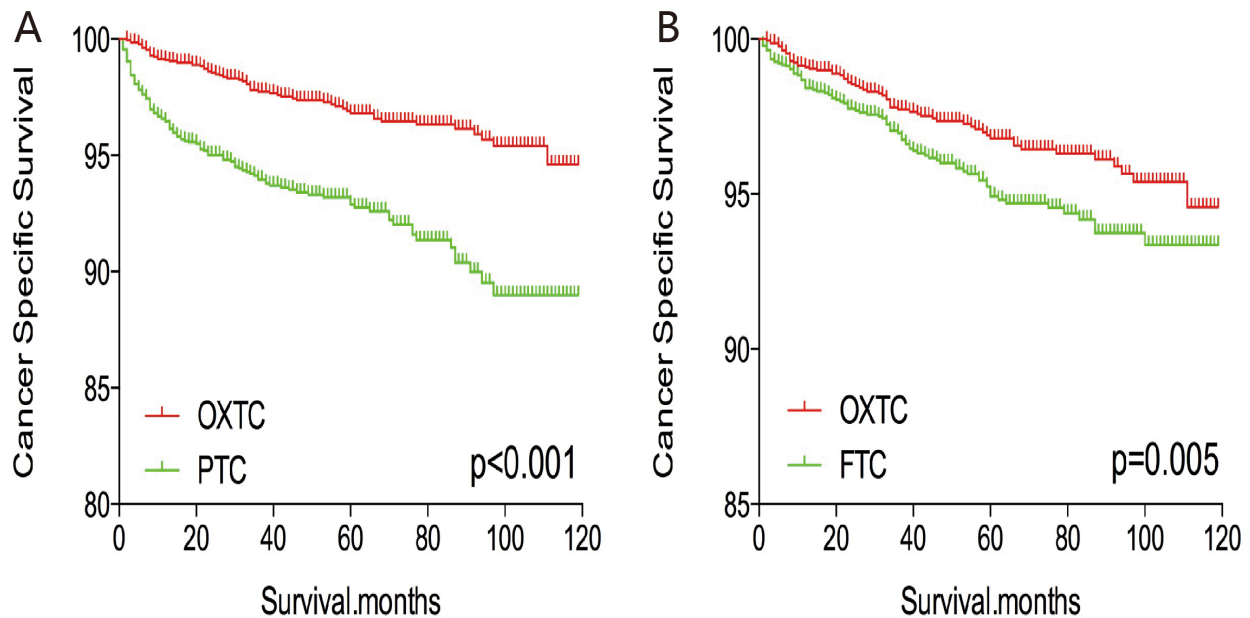 A
Cancer Specific Survival
100
95
90
85
80
OXTC
PTC
p<0.001
0 20 40 60 80 100 120
Survival.months
B
Cancer Specific Survival
100
95
90
85
OXTC
FTC
p=0.005
0 20 40 60 80 100 120
Survival.months